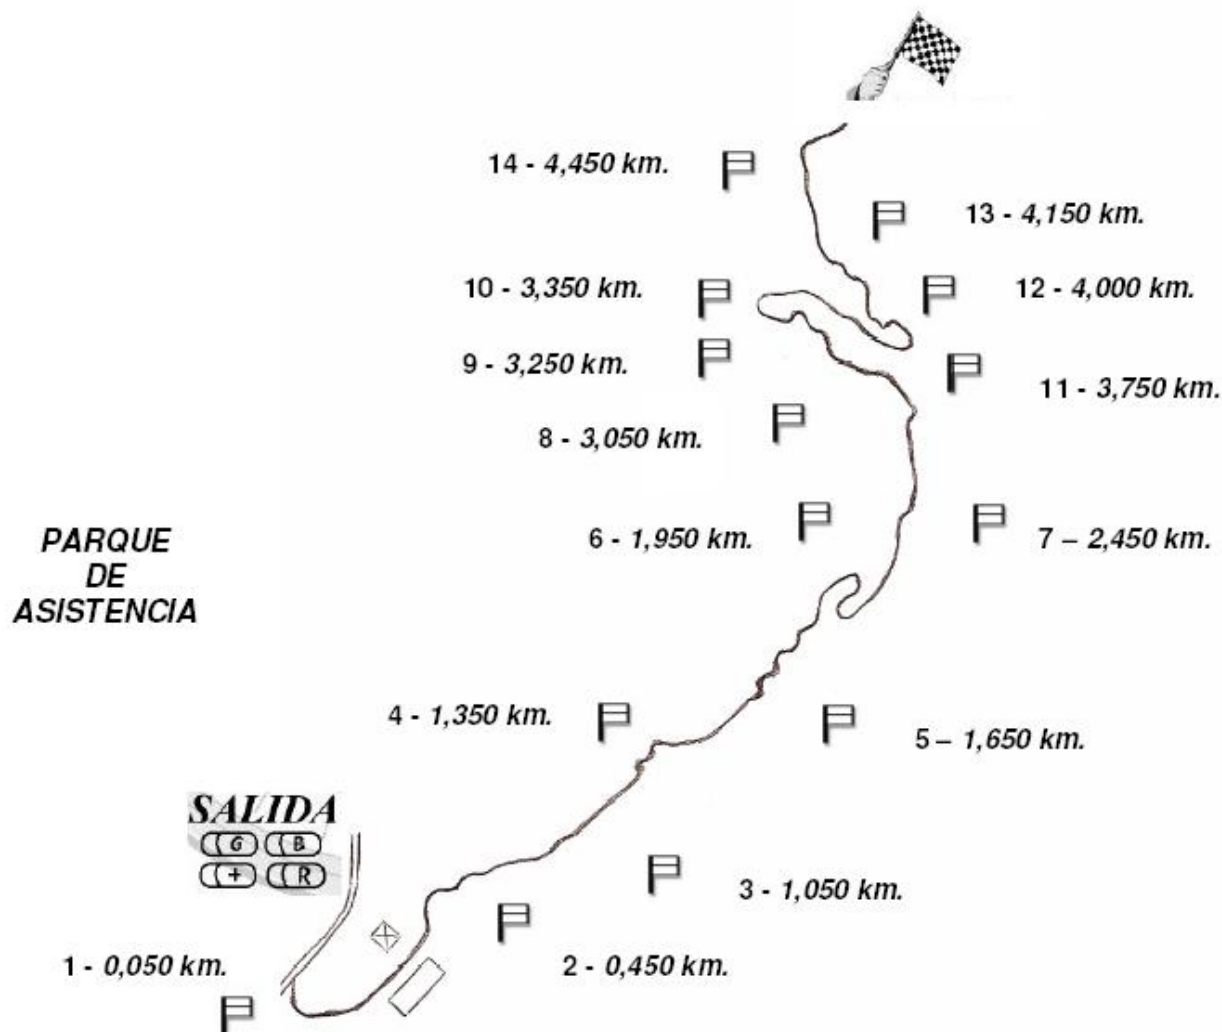 14 - 4,450 km.
13 - 4,150 km.
10 - 3,350 km.
12 - 4,000 km.
9 - 3,250 km.
11 - 3,750 km.
8 - 3,050 km.
PARQUE
DE
ASISTENCIA
6 - 1,950 km.
7 – 2,450 km.
4 - 1,350 km.
5 – 1,650 km.
SALIDA
G B
+ R
3 - 1,050 km.
1 - 0,050 km.
2 - 0,450 km.